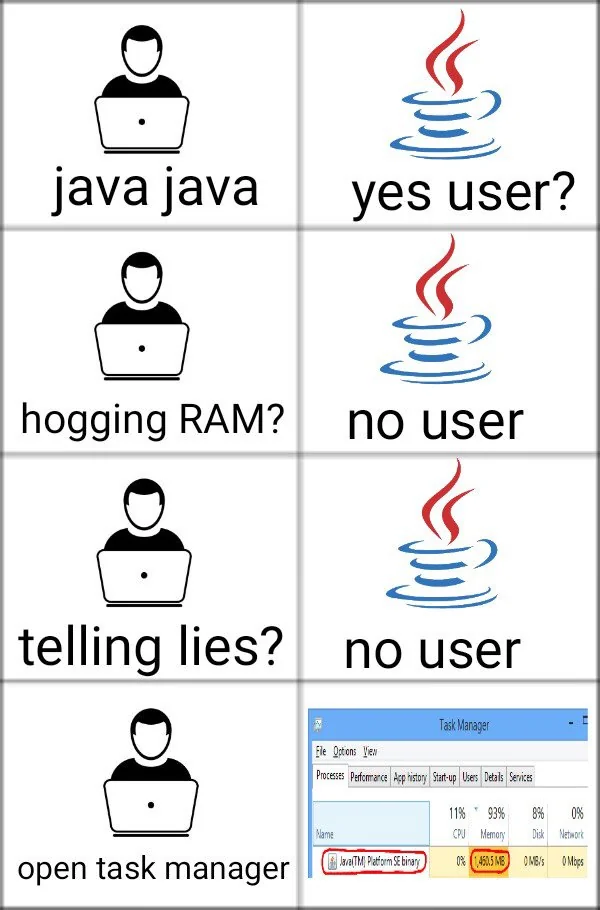 java java
yes user?
hogging RAM?
no user
telling lies?
no user
open task manager
Task Manager
File Options View
Processes Performance App history Start-up Users Details Services
11% 93% 8% 0%
Name CPU Memory Disk Network
Java(TM) Platform SE binary 0% 1,460.5 MB 0 MB/s 0 Mbps